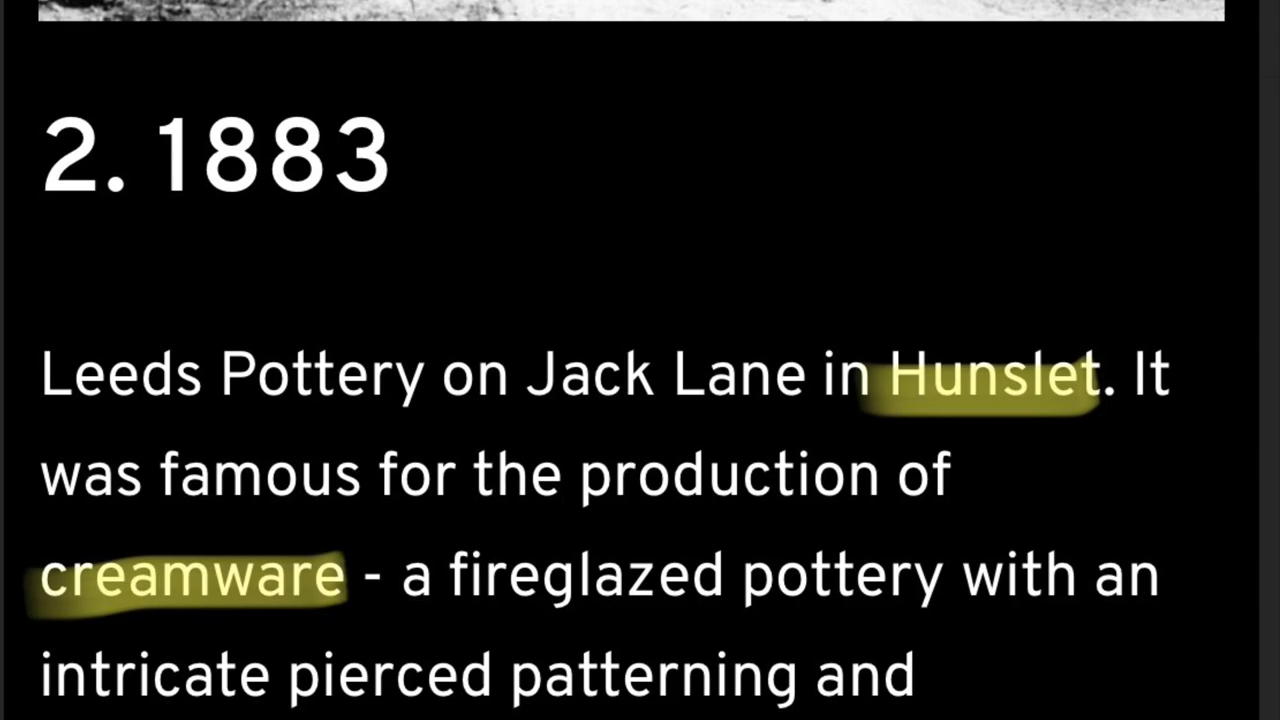 2. 1883
Leeds Pottery on Jack Lane in Hunslet. It
was famous for the production of
creamware - a fireglazed pottery with an
intricate pierced patterning and